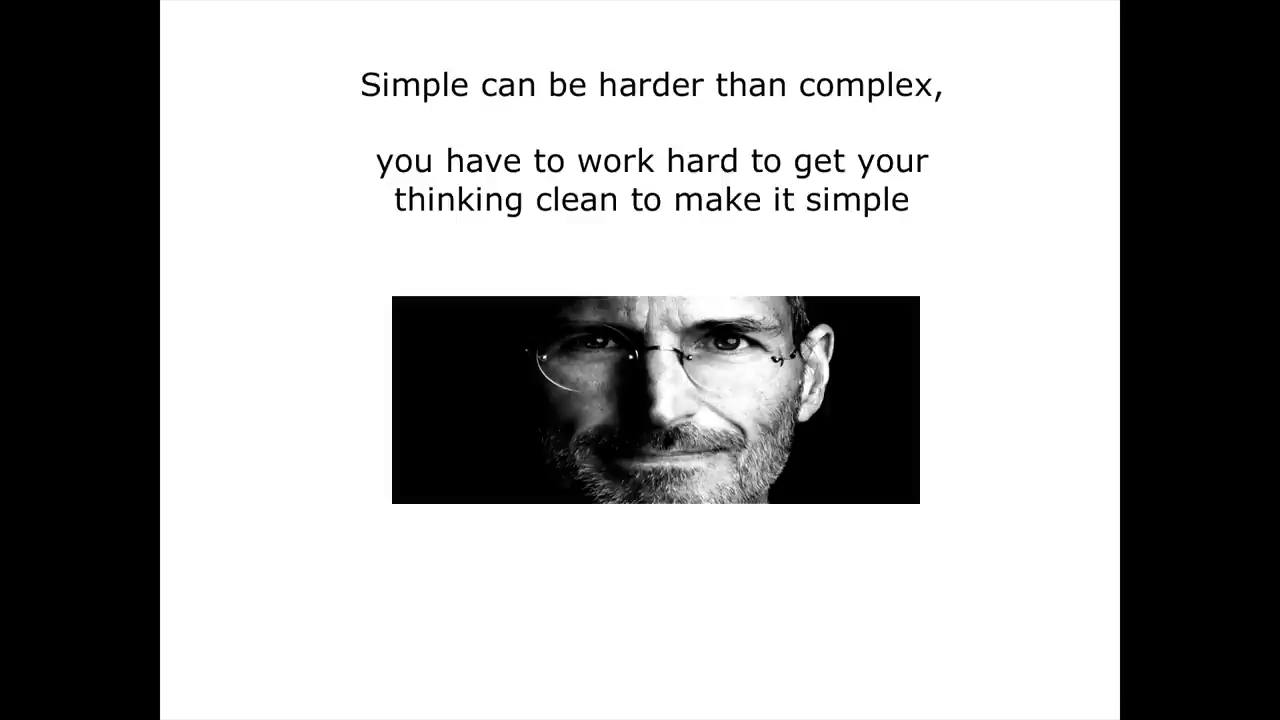 Simple can be harder than complex,
you have to work hard to get your
thinking clean to make it simple